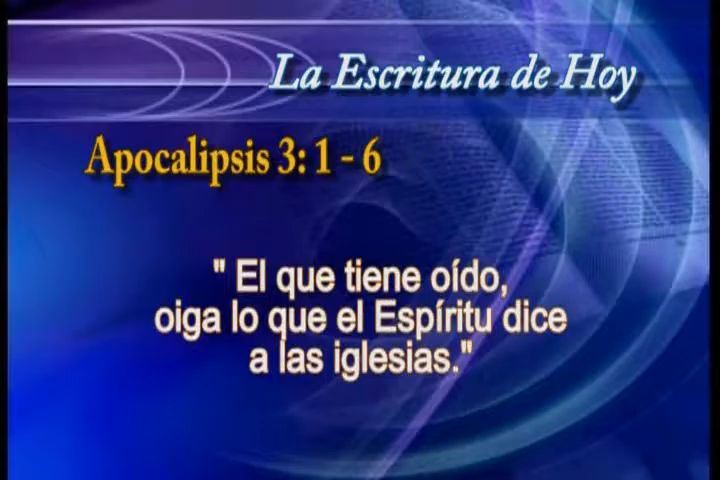 La Escritura de Hoy
Apocalipsis 3: 1 - 6
" El que tiene oído,
oiga lo que el Espíritu dice
a las iglesias."